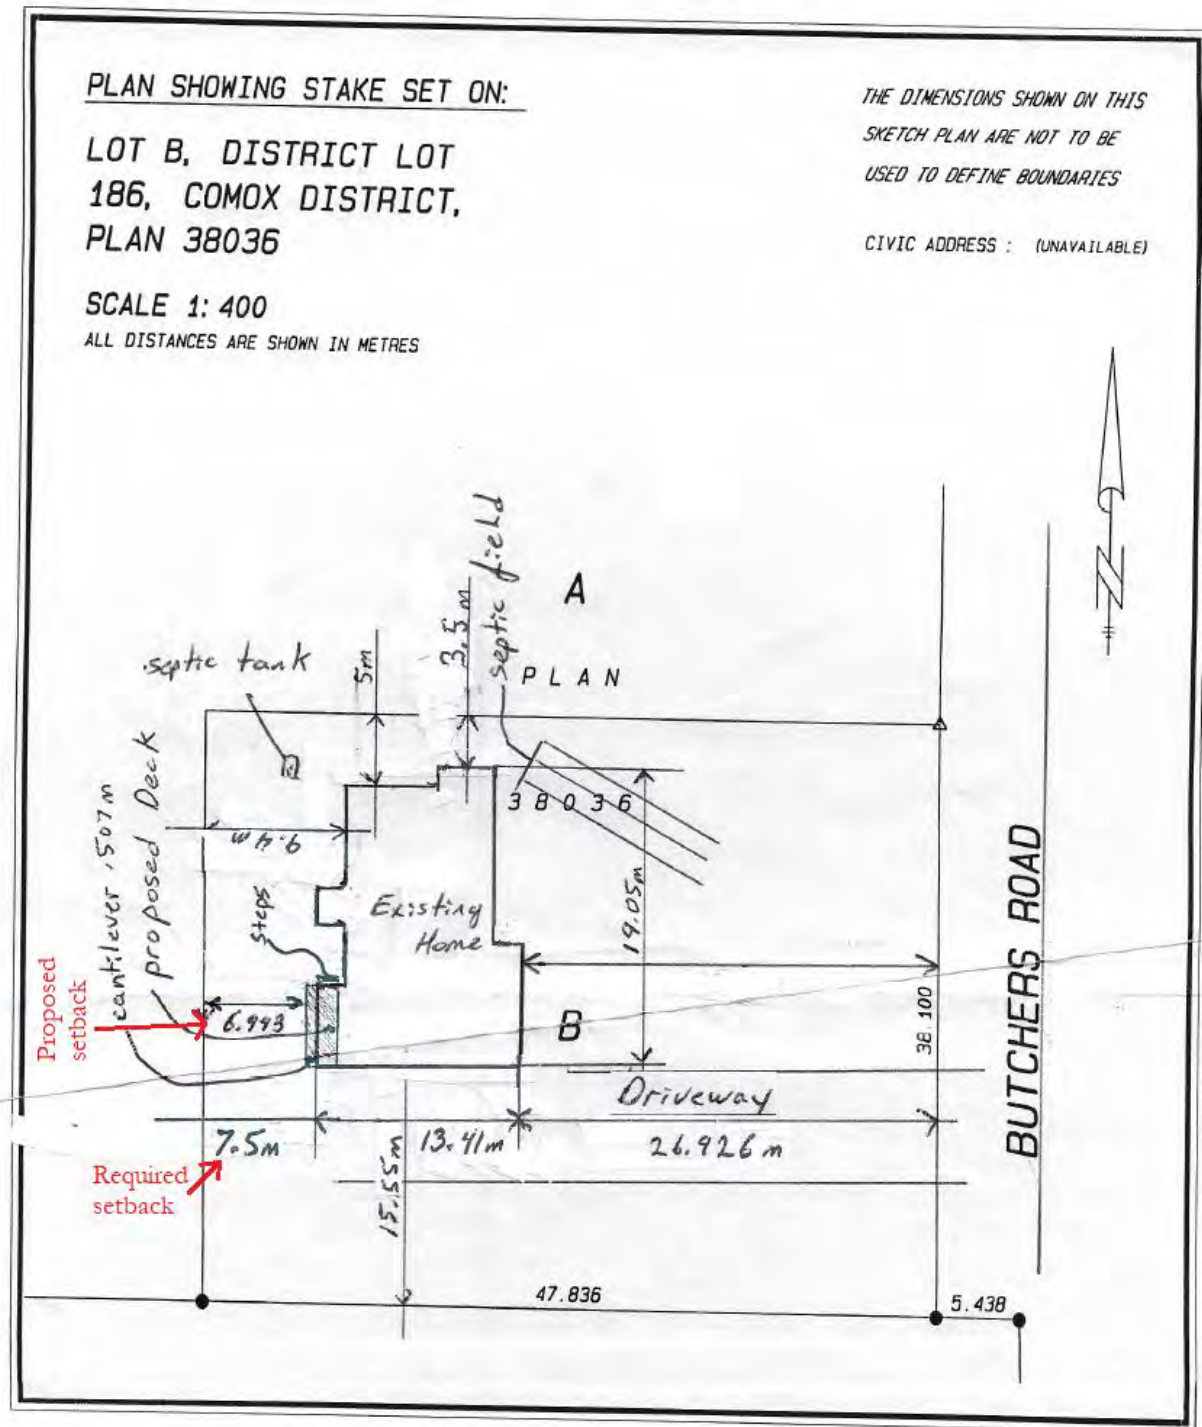 PLAN SHOWING STAKE SET ON:
LOT B, DISTRICT LOT
186, COMOX DISTRICT,
PLAN 38036
SCALE 1:400
ALL DISTANCES ARE SHOWN IN METRES
THE DIMENSIONS SHOWN ON THIS
SKETCH PLAN ARE NOT TO BE
USED TO DEFINE BOUNDARIES
CIVIC ADDRESS : (UNAVAILABLE)
N
A
septic field
3.5 m
5m
septic tank
PLAN
38036
9.4 m
cantilever .507m
proposed Deck
Steps
Existing
Home
19.05m
Proposed
setback
6.993
B
38.100
BUTCHERS ROAD
Driveway
7.5m
13.41m
26.926 m
Required
setback
15.55m
47.836
5.438